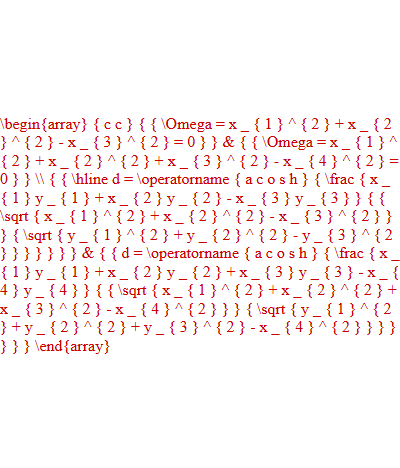 \begin{array} { c c } { { \Omega = x _ { 1 } ^ { 2 } + x _ { 2
} ^ { 2 } - x _ { 3 } ^ { 2 } = 0 } } & { { \Omega = x _ { 1 } ^
{ 2 } + x _ { 2 } ^ { 2 } + x _ { 3 } ^ { 2 } - x _ { 4 } ^ { 2 } =
0 } } \\ { { \hline d = \operatorname { a c o s h } { \frac { x _
{ 1 } y _ { 1 } + x _ { 2 } y _ { 2 } - x _ { 3 } y _ { 3 } } { {
\sqrt { x _ { 1 } ^ { 2 } + x _ { 2 } ^ { 2 } - x _ { 3 } ^ { 2 } }
} { \sqrt { y _ { 1 } ^ { 2 } + y _ { 2 } ^ { 2 } - y _ { 3 } ^ { 2
} } } } } } } & { { d = \operatorname { a c o s h } { \frac { x _
{ 1 } y _ { 1 } + x _ { 2 } y _ { 2 } + x _ { 3 } y _ { 3 } - x _ {
4 } y _ { 4 } } { { \sqrt { x _ { 1 } ^ { 2 } + x _ { 2 } ^ { 2 } +
x _ { 3 } ^ { 2 } - x _ { 4 } ^ { 2 } } } { \sqrt { y _ { 1 } ^ { 2
} + y _ { 2 } ^ { 2 } + y _ { 3 } ^ { 2 } - x _ { 4 } ^ { 2 } } } }
} } } \end{array}